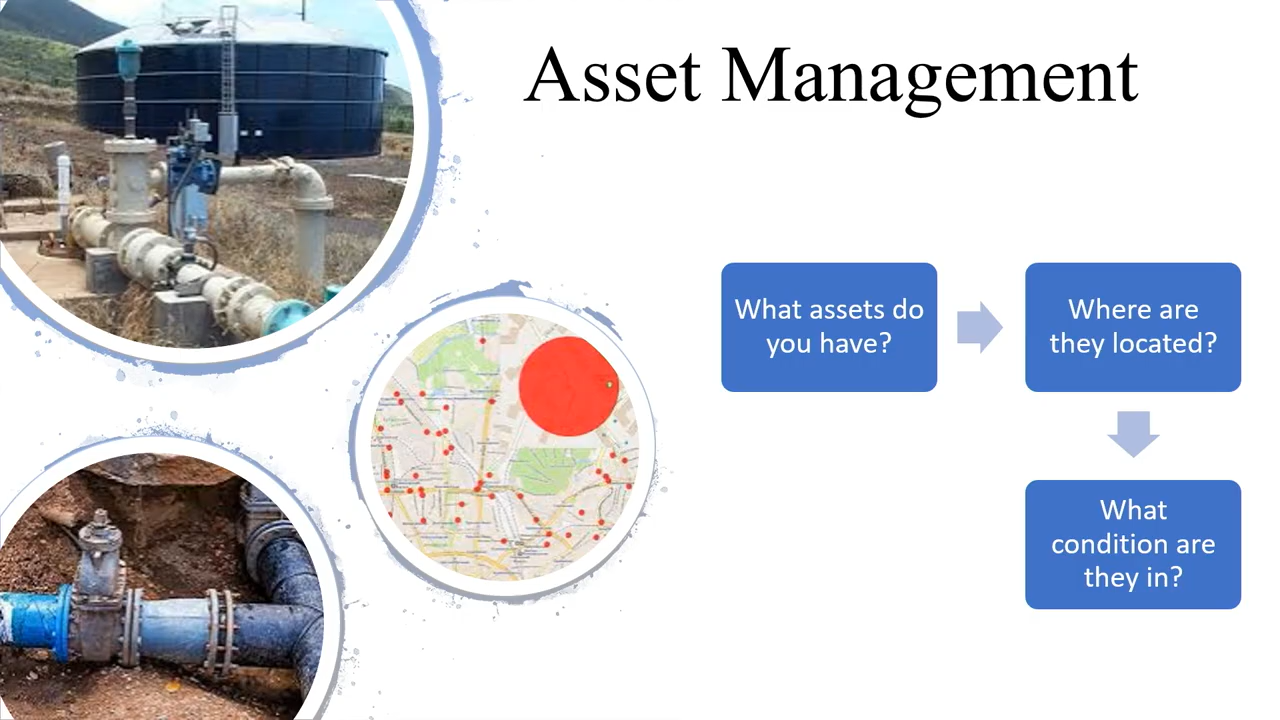 Asset Management
What assets do
you have?
Where are
they located?
What
condition are
they in?